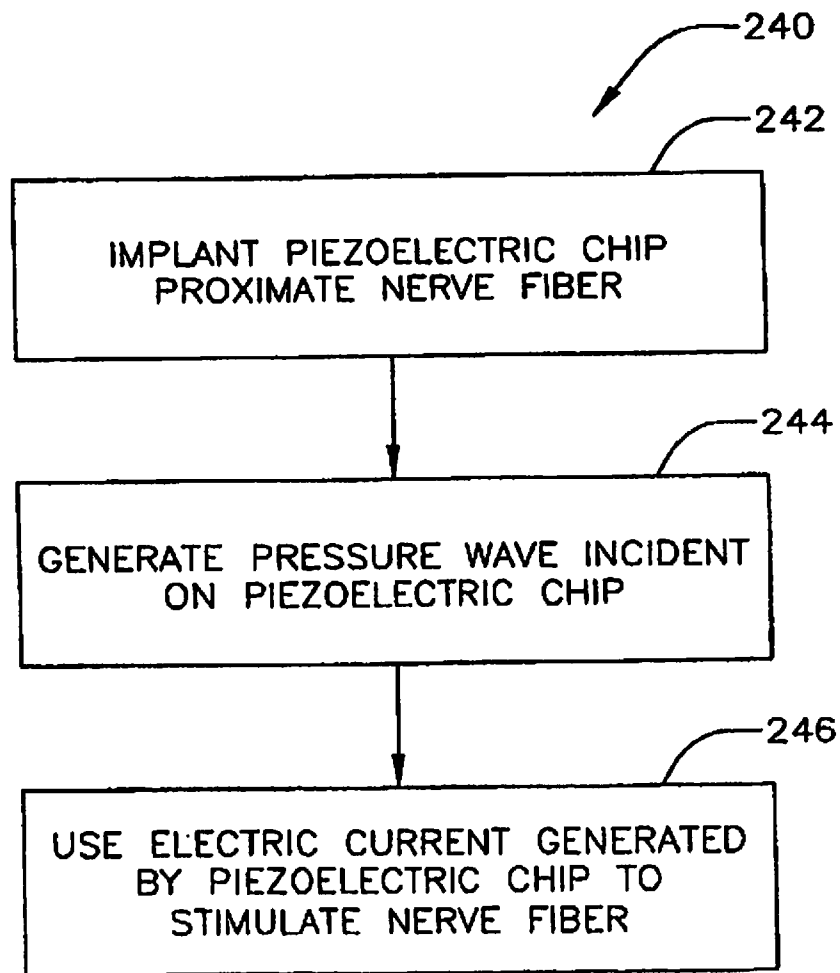 240
242
IMPLANT PIEZOELECTRIC CHIP
PROXIMATE NERVE FIBER
244
GENERATE PRESSURE WAVE INCIDENT
ON PIEZOELECTRIC CHIP
246
USE ELECTRIC CURRENT GENERATED
BY PIEZOELECTRIC CHIP TO
STIMULATE NERVE FIBER